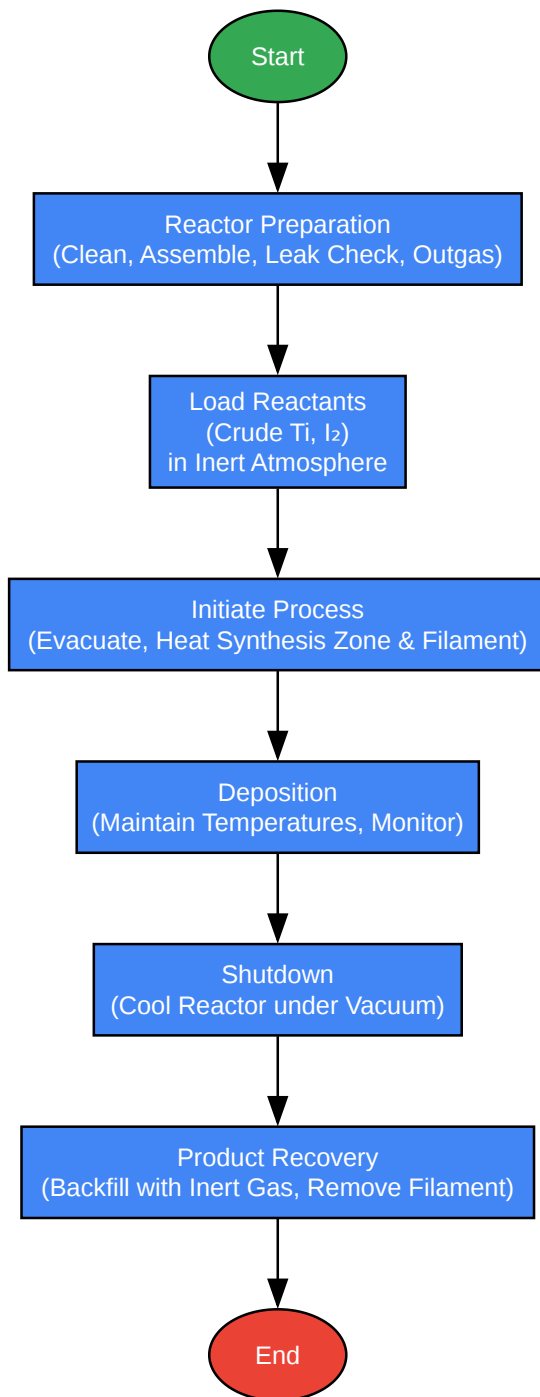 Start
Reactor Preparation
(Clean, Assemble, Leak Check, Outgas)
Load Reactants
(Crude Ti, I₂)
in Inert Atmosphere
Initiate Process
(Evacuate, Heat Synthesis Zone & Filament)
Deposition
(Maintain Temperatures, Monitor)
Shutdown
(Cool Reactor under Vacuum)
Product Recovery
(Backfill with Inert Gas, Remove Filament)
End